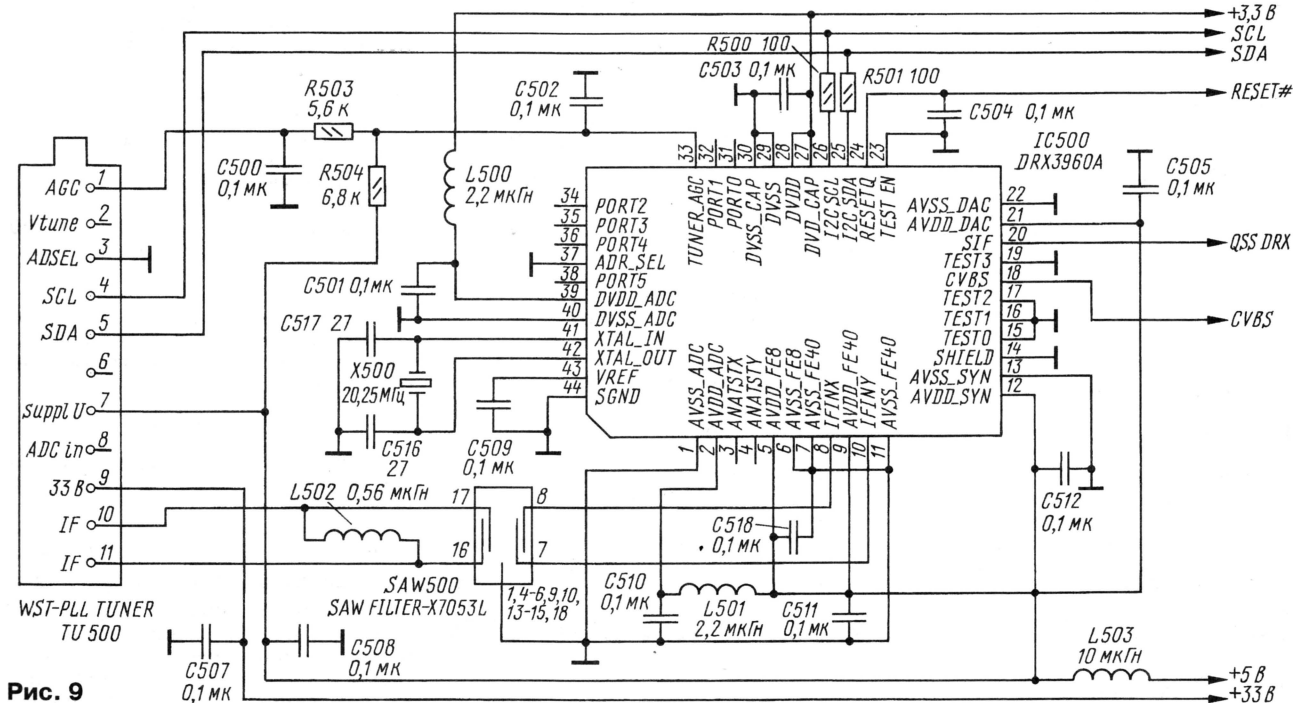 +3,3 В
SCL
SDA
RESET#
R500 100
C503 0,1 мк
R501 100
C504 0,1 мк
IC500
DRX3960A
C505
0,1 мк
R503
5,6 к
C502
0,1 мк
C500
0,1 мк
R504
6,8 к
L500
2,2 мкГн
33 32 31 30 29 28 27 26 25 24 23
TUNER_AGC
PORT1
PORT0
DVSS_CAP
DVSS
DVDD
DVD_CAP
I2CSCL
I2CSDA
RESETQ
TEST EN
AGC 1
Vtune 2
ADSEL 3
SCL 4
SDA 5
6
supplU 7
ADC in 8
33В 9
IF 10
IF 11
WST-PLL TUNER
TU500
34 PORT2
35 PORT3
36 PORT4
37 ADR_SEL
38 PORT5
39 DVDD_ADC
40 DVSS_ADC
41 XTAL_IN
42 XTAL_OUT
43 VREF
44 SGND
AVSS_DAC 22
AVDD_DAC 21
SIF 20
TEST3 19
CVBS 18
TEST2 17
TEST1 16
TEST0 15
SHIELD 14
AVSS_SYN 13
AVDD_SYN 12
QSS DRX
CVBS
C501 0,1мк
C517 27
X500
20,25МГц
C516
27
C509
0,1 мк
AVSS_ADC
AVDD_ADC
ANATSTX
ANATSTY
AVDD_FE8
AVSS_FE8
AVSS_FE40
IFINX
AVDD_FE40
IFINY
AVSS_FE40
1 2 3 4 5 6 7 8 9 10 11
L502 0,56 мкГн
17 8
16 7
SAW500
SAW FILTER-X7053L
1,4-6,9,10,
13-15,18
C518
0,1 мк
C510
0,1 мк
L501
2,2 мкГн
C511
0,1 мк
C512
0,1 мк
C507
0,1 мк
C508
0,1 мк
L503
10 мкГн
+5 В
+33 В
Рис. 9